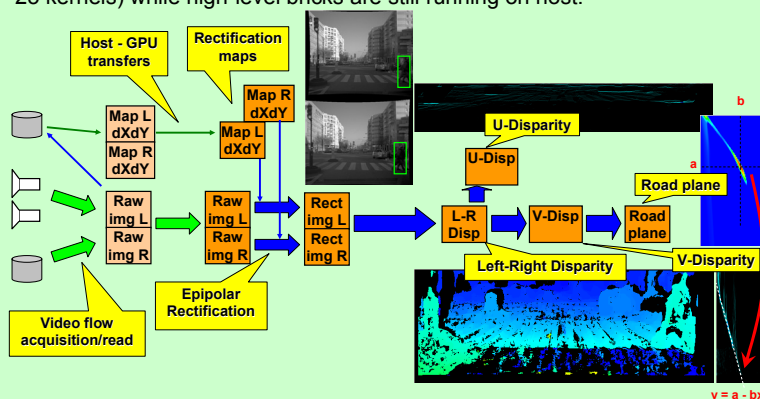 28 kernels) while high-level bricks are still running on host.
Host - GPU
transfers
Rectification
maps
Map R
dXdY
Map L
dXdY
Map L
dXdY
Map R
dXdY
U-Disparity
U-Disp
b
a
Road plane
Raw
img L
Raw
img R
Raw
img L
Raw
img R
Rect
img L
Rect
img R
L-R
Disp
V-Disp
Road
plane
Left-Right Disparity
V-Disparity
Epipolar
Rectification
Video flow
acquisition/read
v = a - bx